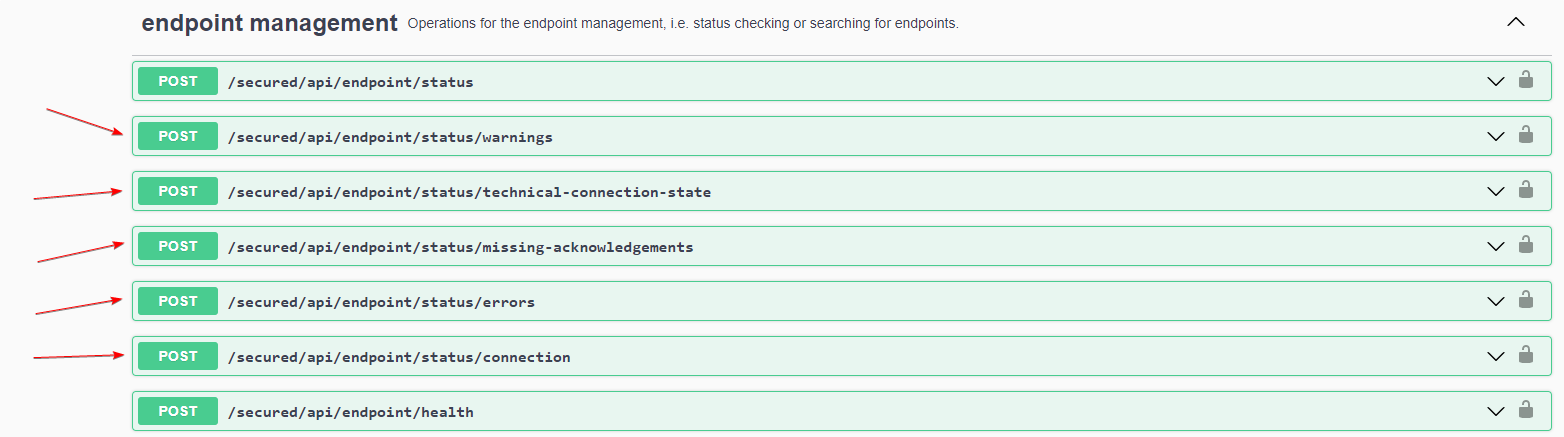 endpoint management Operations for the endpoint management, i.e. status checking or searching for endpoints.
POST /secured/api/endpoint/status
POST /secured/api/endpoint/status/warnings
POST /secured/api/endpoint/status/technical-connection-state
POST /secured/api/endpoint/status/missing-acknowledgements
POST /secured/api/endpoint/status/errors
POST /secured/api/endpoint/status/connection
POST /secured/api/endpoint/health